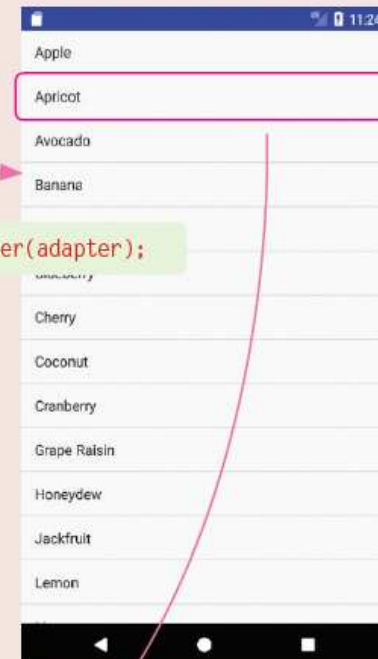 11:24
Apple
Apricot
Avocado
Banana
er(adapter);
Cherry
Coconut
Cranberry
Grape Raisin
Honeydew
Jackfruit
Lemon